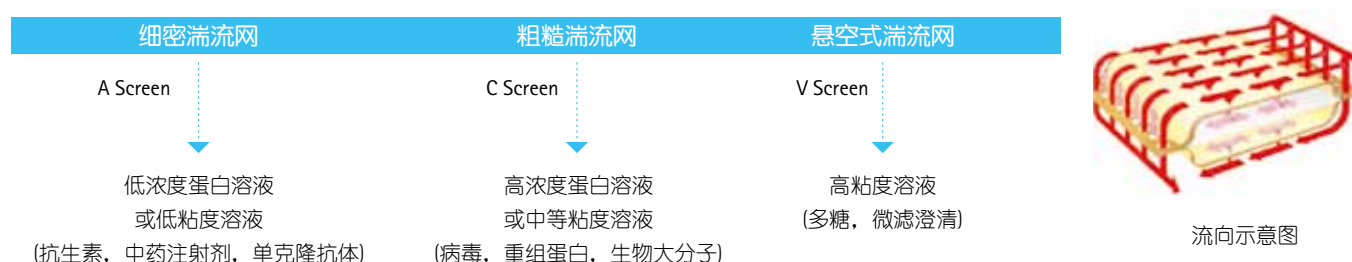 细密湍流网
粗糙湍流网
悬空式湍流网
A Screen
C Screen
V Screen
低浓度蛋白溶液
或低粘度溶液
(抗生素，中药注射剂，单克隆抗体)
高浓度蛋白溶液
或中等粘度溶液
(病毒，重组蛋白，生物大分子)
高粘度溶液
(多糖，微滤澄清)
流向示意图